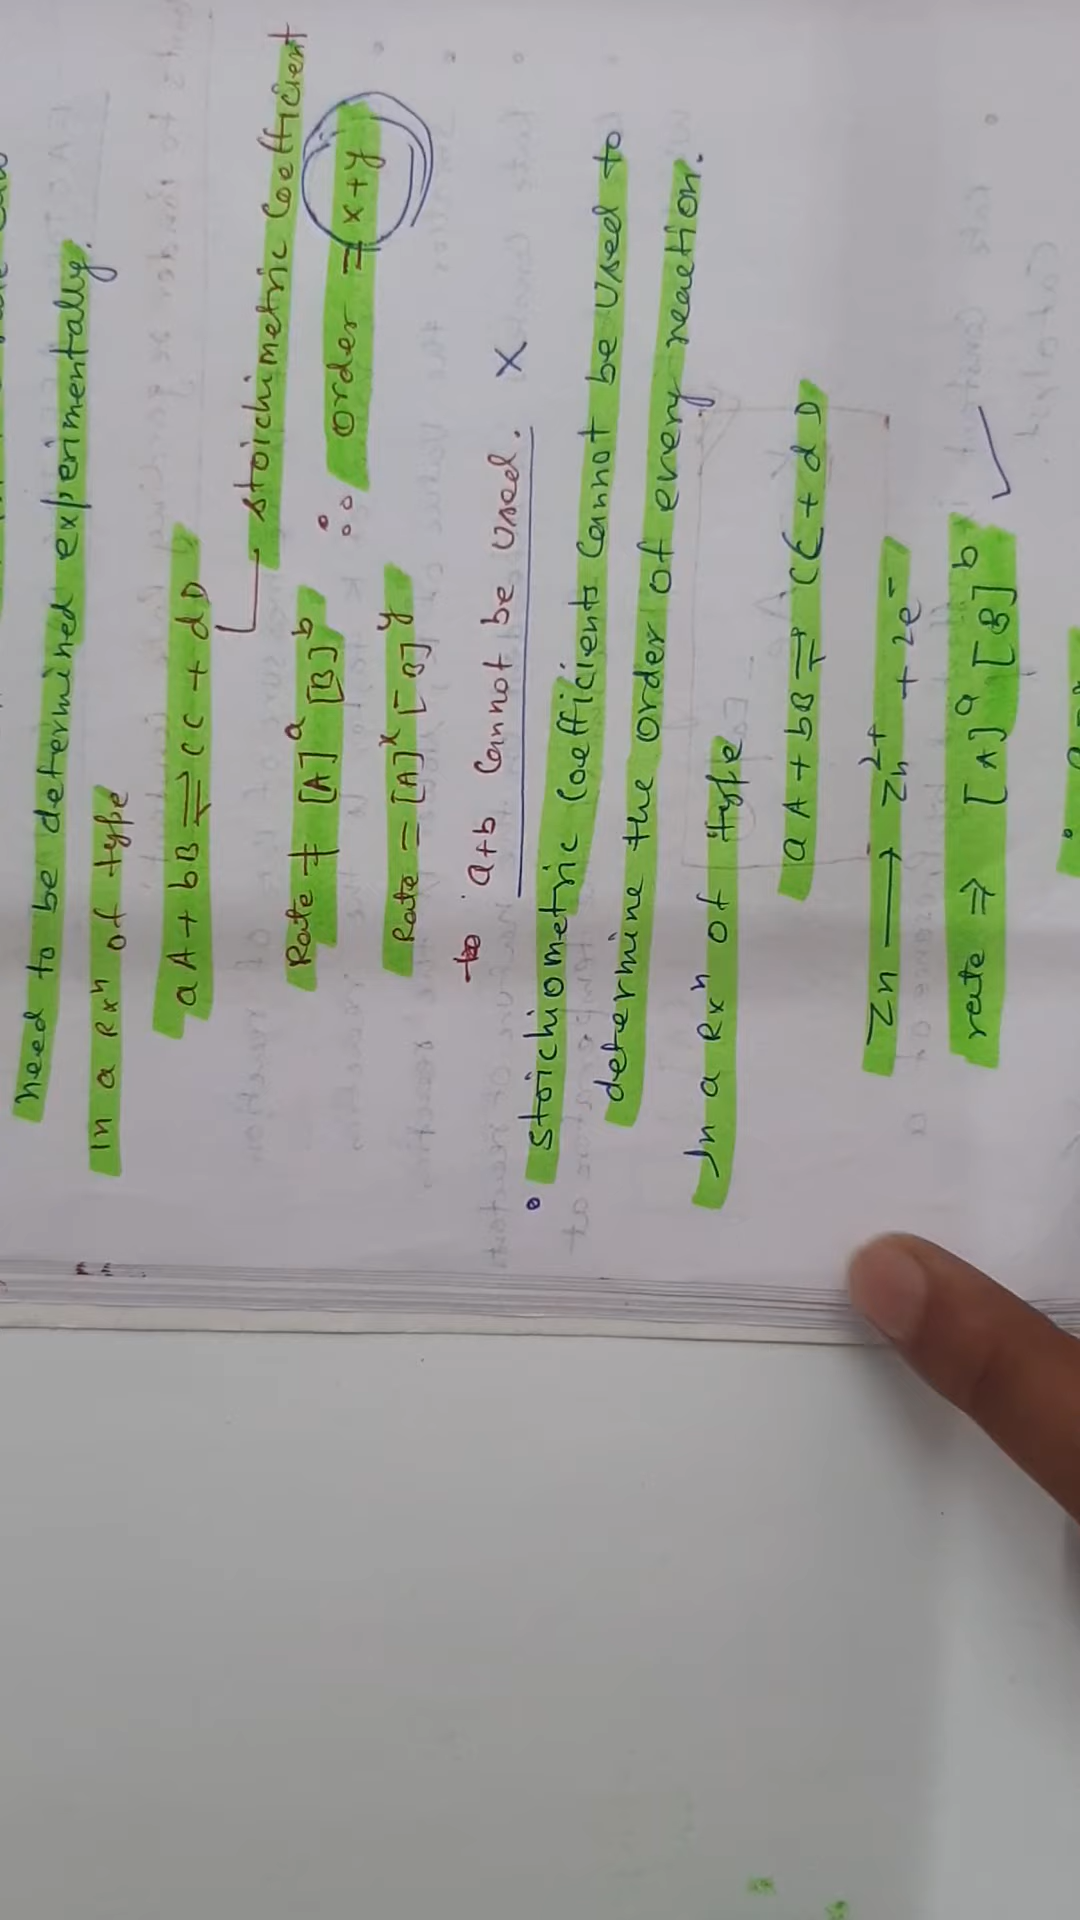 need to be determined experimentally.
In a Rxⁿ of type
aA + bB ⇌ cC + dD
stoichimetric coefficient
Rate ≠ [A]ᵃ [B]ᵇ
∴ order = x+y
Rate = [A]ˣ [B]ʸ
a+b cannot be used. X
• stoichiometric coefficients cannot be used to
determine the order of every reaction.
In a Rxⁿ of type
aA + bB ⇌ cC + dD
Zn ⟶ Zn²⁺ + 2e⁻
rate ⇒ [A]ᵃ [B]ᵇ ✓